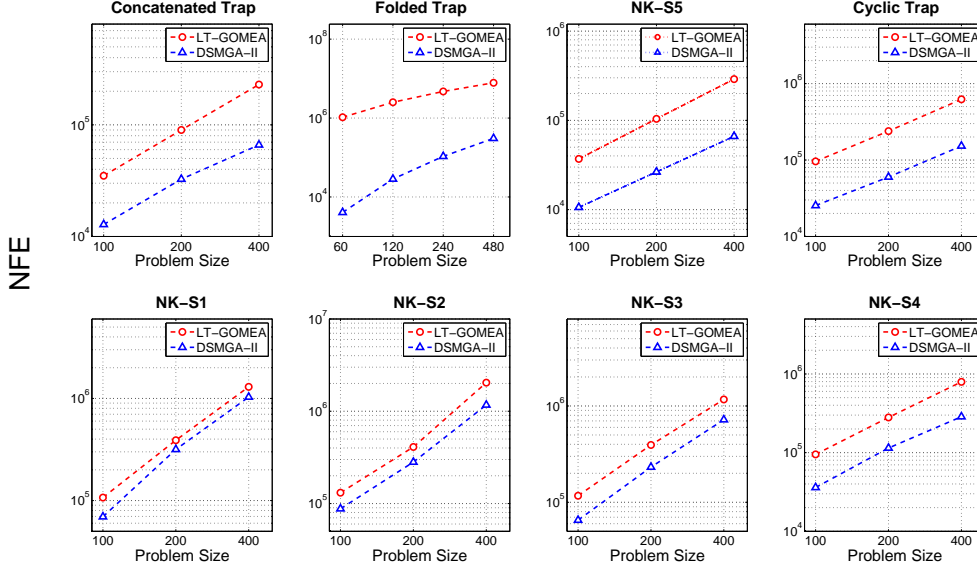 NFE
Concatenated Trap
LT-GOMEA
DSMGA-II
10^5
10^4
100 200 400
Problem Size
Folded Trap
LT-GOMEA
DSMGA-II
10^8
10^6
10^4
60 120 240 480
Problem Size
NK-S5
LT-GOMEA
DSMGA-II
10^6
10^5
10^4
100 200 400
Problem Size
Cyclic Trap
LT-GOMEA
DSMGA-II
10^6
10^5
10^4
100 200 400
Problem Size
NK-S1
LT-GOMEA
DSMGA-II
10^6
10^5
100 200 400
Problem Size
NK-S2
LT-GOMEA
DSMGA-II
10^7
10^6
10^5
100 200 400
Problem Size
NK-S3
LT-GOMEA
DSMGA-II
10^6
10^5
100 200 400
Problem Size
NK-S4
LT-GOMEA
DSMGA-II
10^6
10^5
10^4
100 200 400
Problem Size